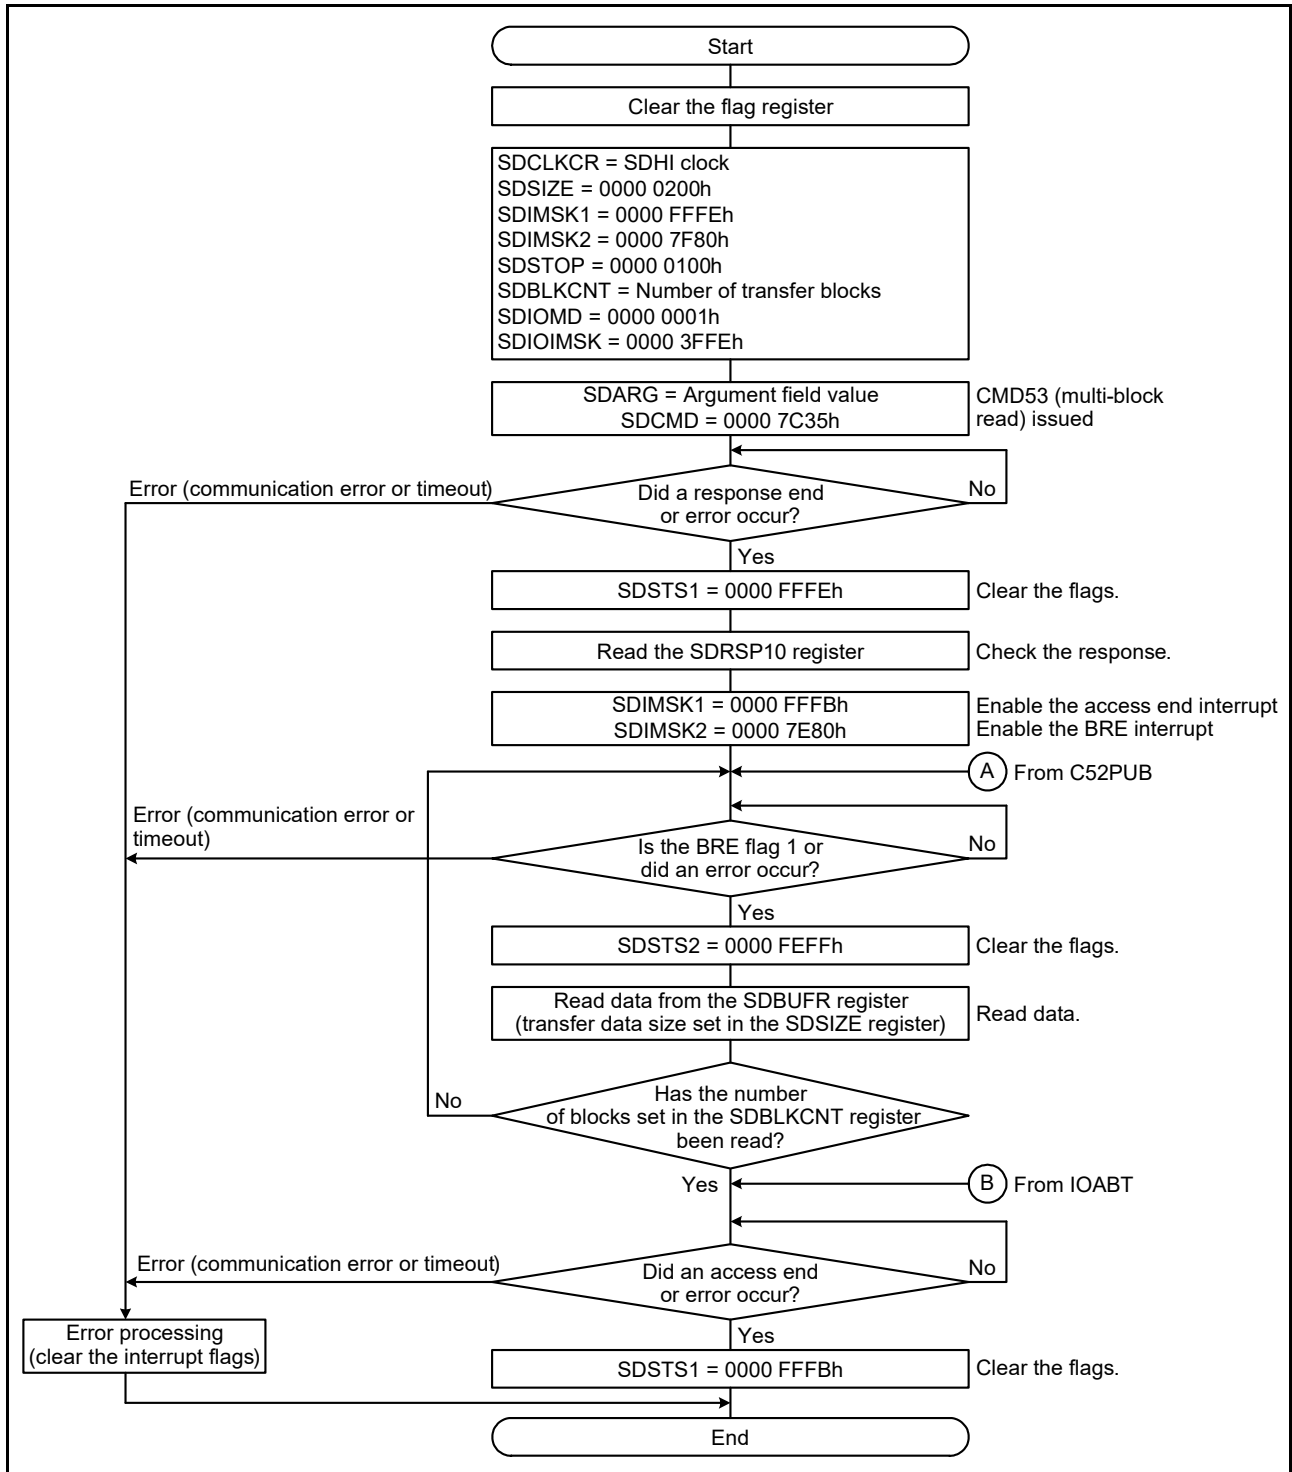 Start
Clear the flag register
SDCLKCR = SDHI clock
SDSIZE = 0000 0200h
SDIMSK1 = 0000 FFFEh
SDIMSK2 = 0000 7F80h
SDSTOP = 0000 0100h
SDBLKCNT = Number of transfer blocks
SDIOMD = 0000 0001h
SDIOIMSK = 0000 3FFEh
SDARG = Argument field value
SDCMD = 0000 7C35h
CMD53 (multi-block
read) issued
Error (communication error or timeout)
Did a response end
or error occur?
No
Yes
SDSTS1 = 0000 FFFEh
Clear the flags.
Read the SDRSP10 register
Check the response.
SDIMSK1 = 0000 FFFBh
SDIMSK2 = 0000 7E80h
Enable the access end interrupt
Enable the BRE interrupt
A
From C52PUB
Error (communication error or
timeout)
Is the BRE flag 1 or
did an error occur?
No
Yes
SDSTS2 = 0000 FEFFh
Clear the flags.
Read data from the SDBUFR register
(transfer data size set in the SDSIZE register)
Read data.
No
Has the number
of blocks set in the SDBLKCNT register
been read?
Yes
B
From IOABT
Error (communication error or timeout)
Did an access end
or error occur?
No
Error processing
(clear the interrupt flags)
Yes
SDSTS1 = 0000 FFFBh
Clear the flags.
End